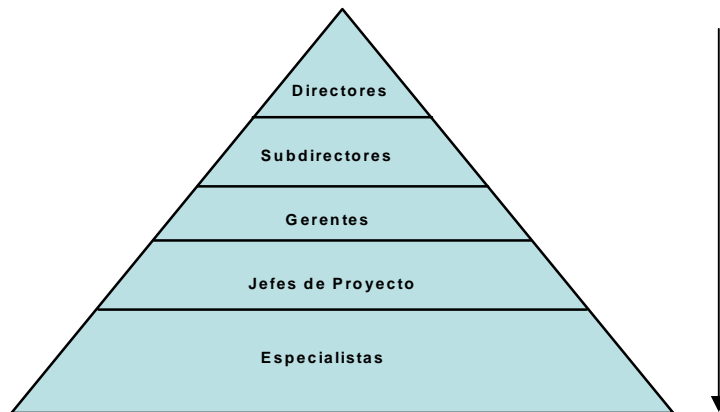 Directores
Subdirectores
Gerentes
Jefes de Proyecto
Especialistas